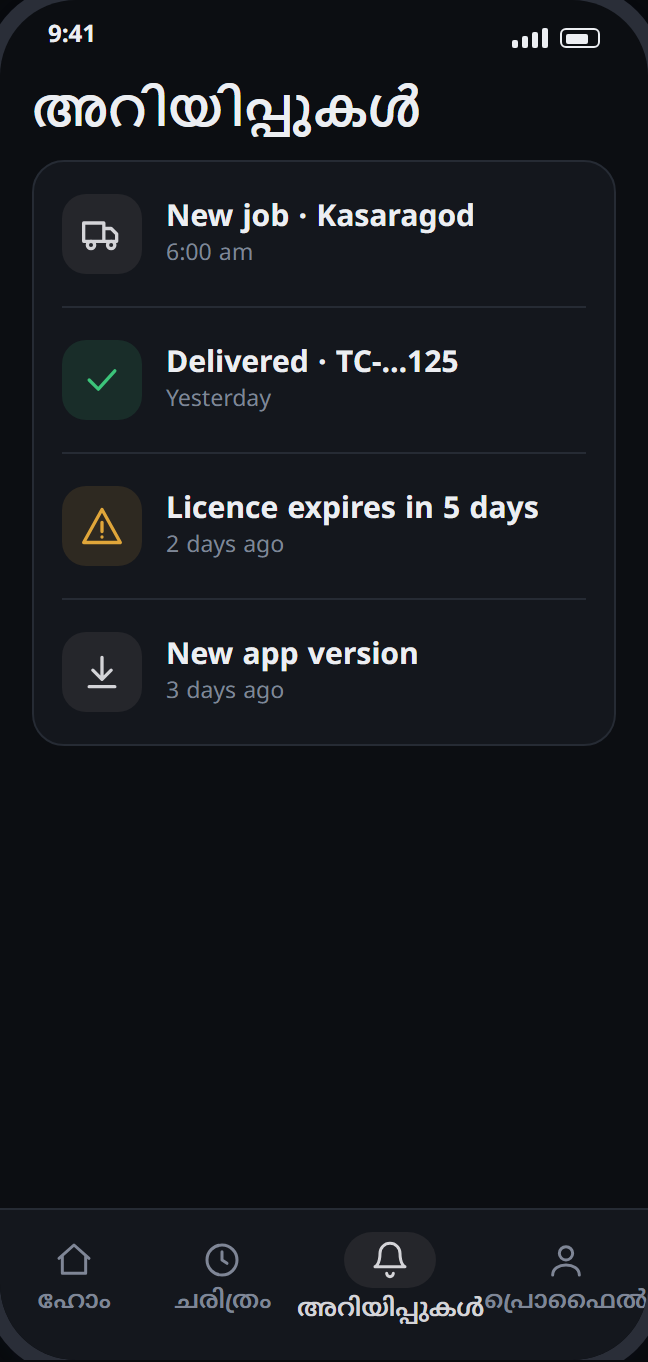 9:41
അറിയിപ്പുകൾ
New job · Kasaragod
6:00 am
Delivered · TC-...125
Yesterday
Licence expires in 5 days
2 days ago
New app version
3 days ago
ഹോം
ചരിത്രം
അറിയിപ്പുകൾ
പ്രൊഫൈൽ